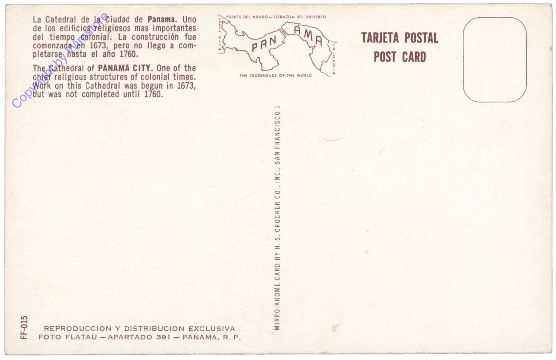 La Catedral de la Ciudad de Panama. Uno
de los edificios religiosos mas importantes
del tiempo colonial. La construcción fue
comenzada en 1673, pero no llego a com-
pletarse hasta el año 1760.
The Cathedral of PANAMA CITY. One of the
chief religious structures of colonial times.
Work on this Cathedral was begun in 1673,
but was not completed until 1760.
PUENTE DEL MUNDO — CORAZON DEL UNIVERSO
PAN AMA
THE CROSSROADS OF THE WORLD
TARJETA POSTAL
POST CARD
MIRRO-KROME CARD BY H. S. CROCKER CO., INC., SAN FRANCISCO 1
FF-015
REPRODUCCION Y DISTRIBUCION EXCLUSIVA
FOTO FLATAU — APARTADO 391 — PANAMA, R. P.